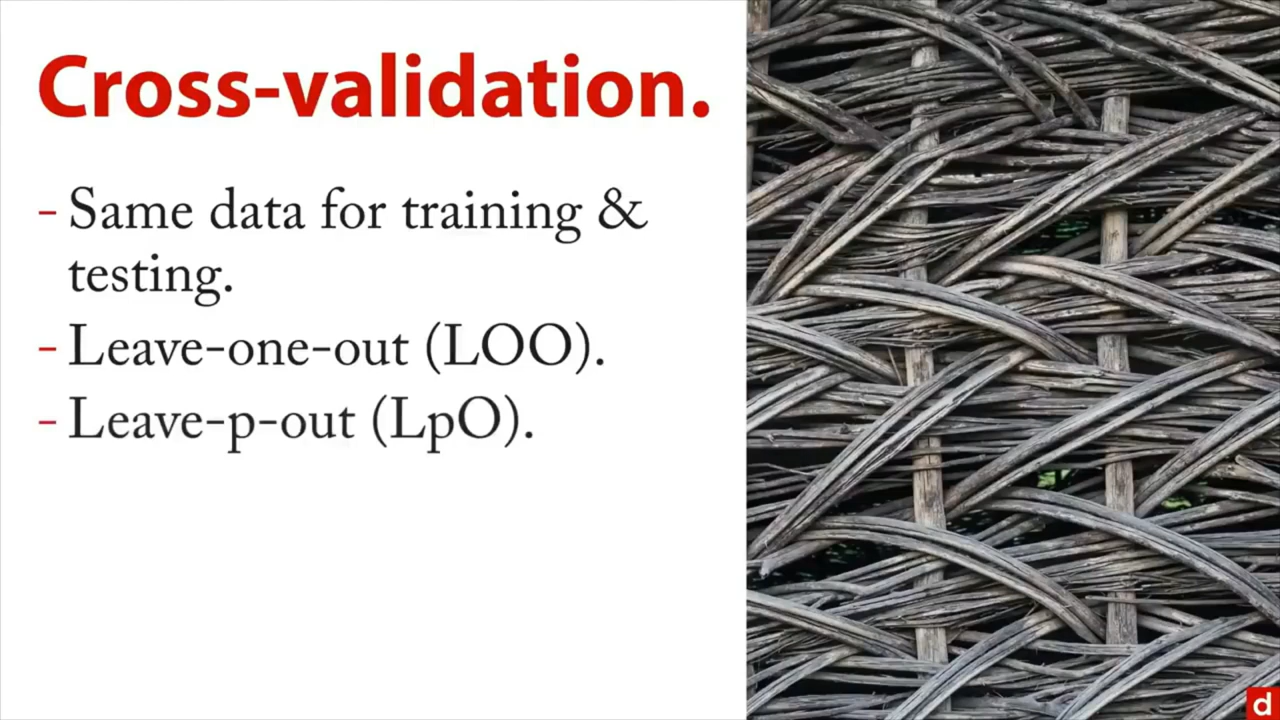 Cross-validation.
- Same data for training &
testing.
- Leave-one-out (LOO).
- Leave-p-out (LpO).
d